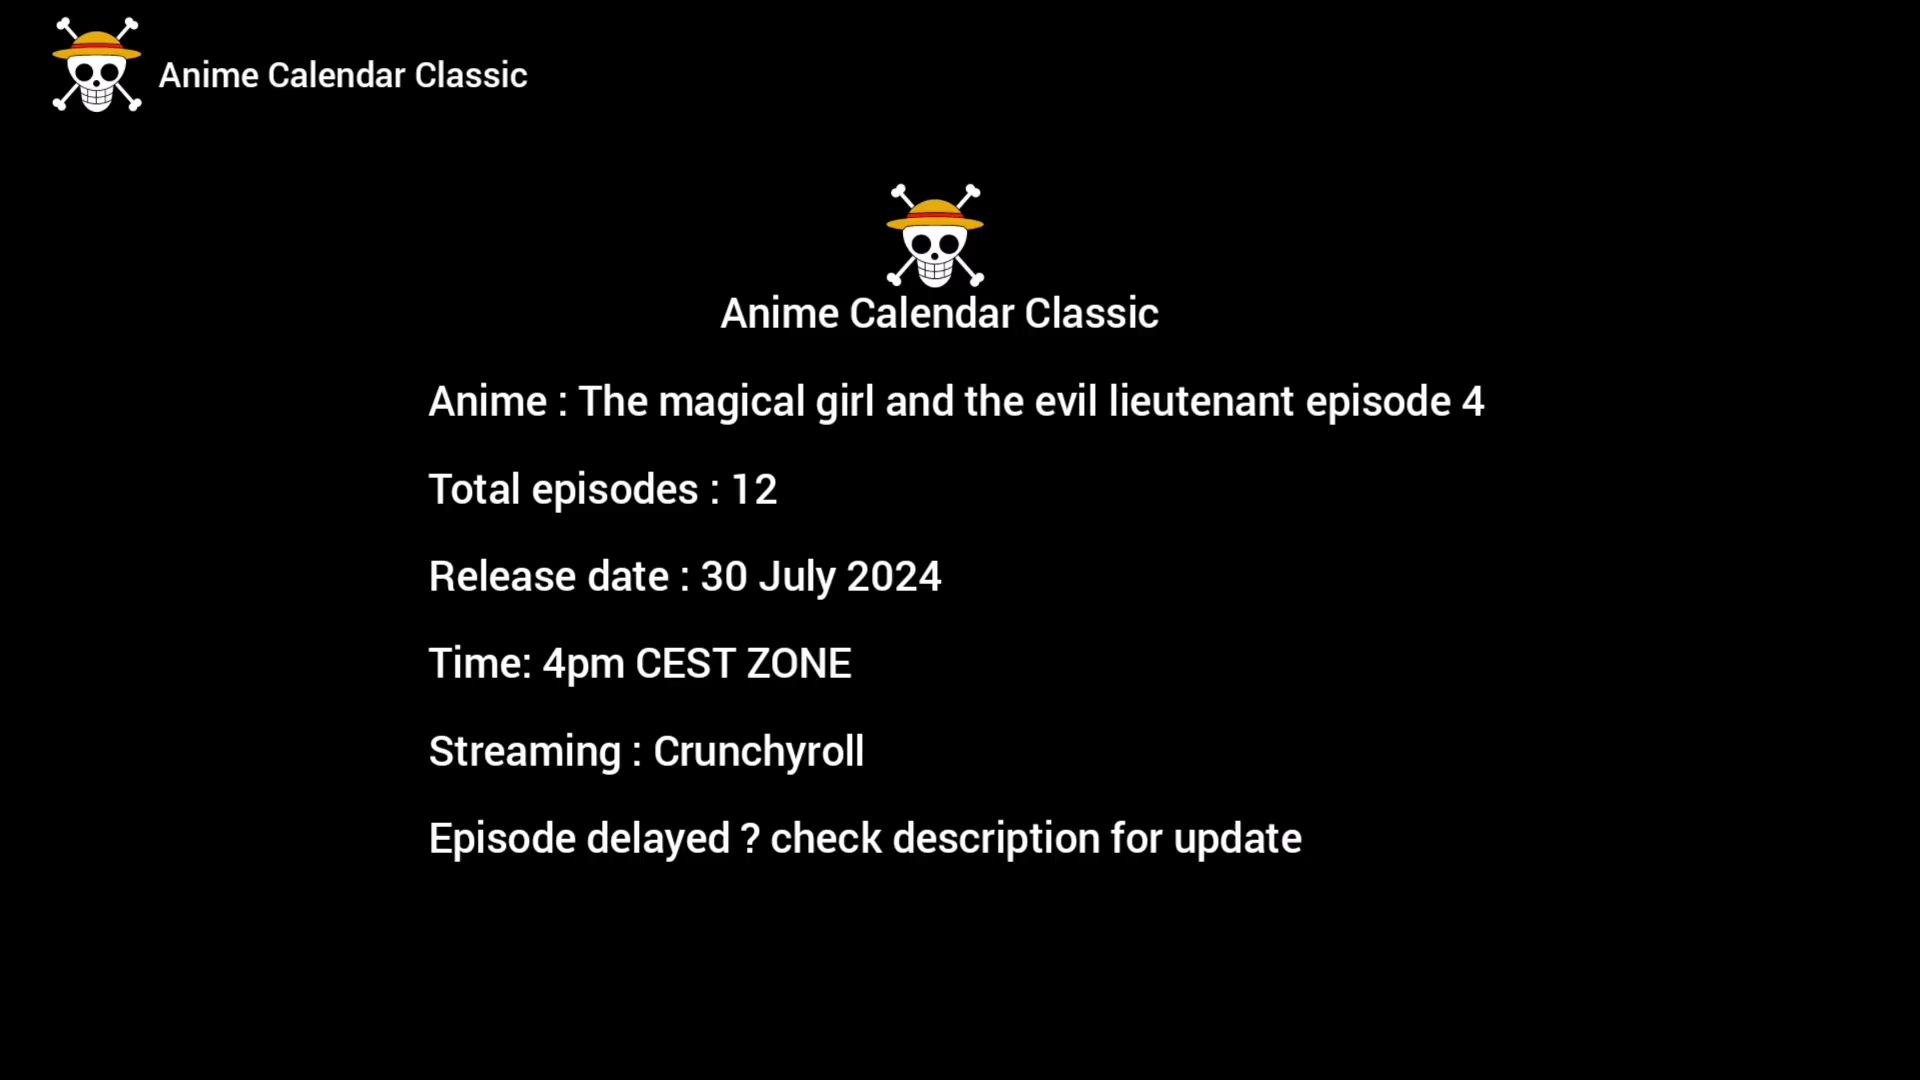 Anime Calendar Classic
Anime Calendar Classic
Anime : The magical girl and the evil lieutenant episode 4
Total episodes : 12
Release date : 30 July 2024
Time: 4pm CEST ZONE
Streaming : Crunchyroll
Episode delayed ? check description for update